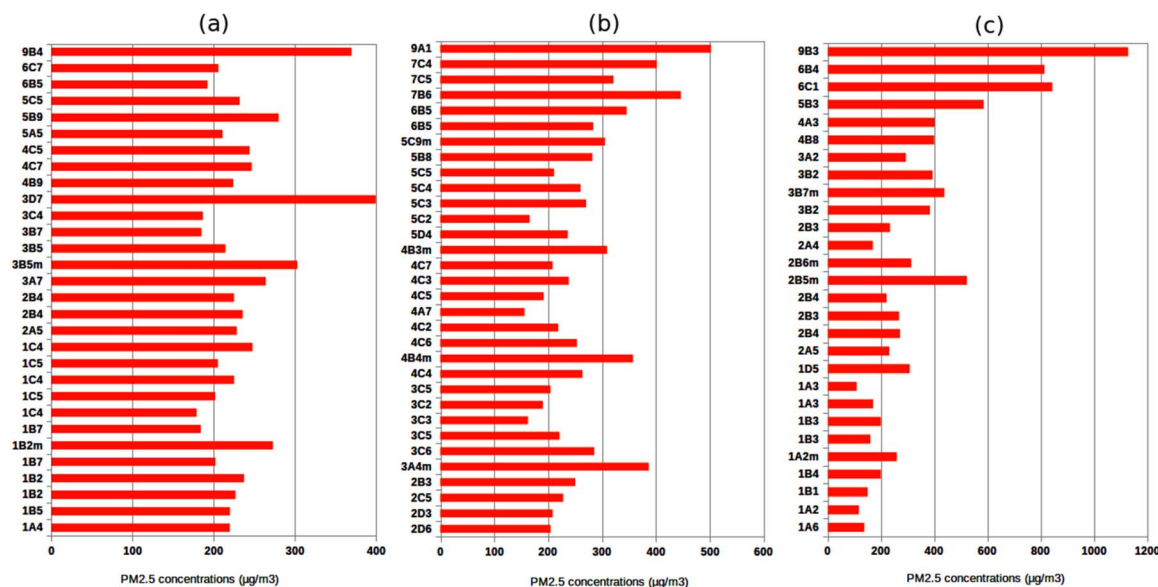 (a)
9B4
6C7
6B5
5C5
5B9
5A5
4C5
4C7
4B9
3D7
3C4
3B7
3B5
3B5m
3A7
2B4
2B4
2A5
1C4
1C5
1C4
1C5
1C4
1B7
1B2m
1B7
1B2
1B2
1B5
1A4
0 200 300 400
PM2.5 concentrations (µg/m3)
(b)
9A1
7C4
7C5
7B6
6B5
6B5
5C9m
5B8
5C5
5C4
5C3
5C2
5D4
4B3m
4C7
4C3
4C5
4A7
4C2
4C6
4B4m
4C4
3C5
3C2
3C3
3C5
3C6
3A4m
2B3
2C5
2D3
2D6
0 100 200 300 400 500 600
PM2.5 concentrations (µg/m3)
(c)
9B3
6B4
6C1
5B3
4A3
4B8
3A2
3B2
3B7m
3B2
2B3
2A4
2B6m
2B5m
2B4
2B3
2B4
2A5
1D5
1A3
1A3
1B3
1B3
1A2m
1B4
1B1
1A2
1A6
0 200 400 600 800 1000 1200
PM2.5 concentrations (µg/m3)